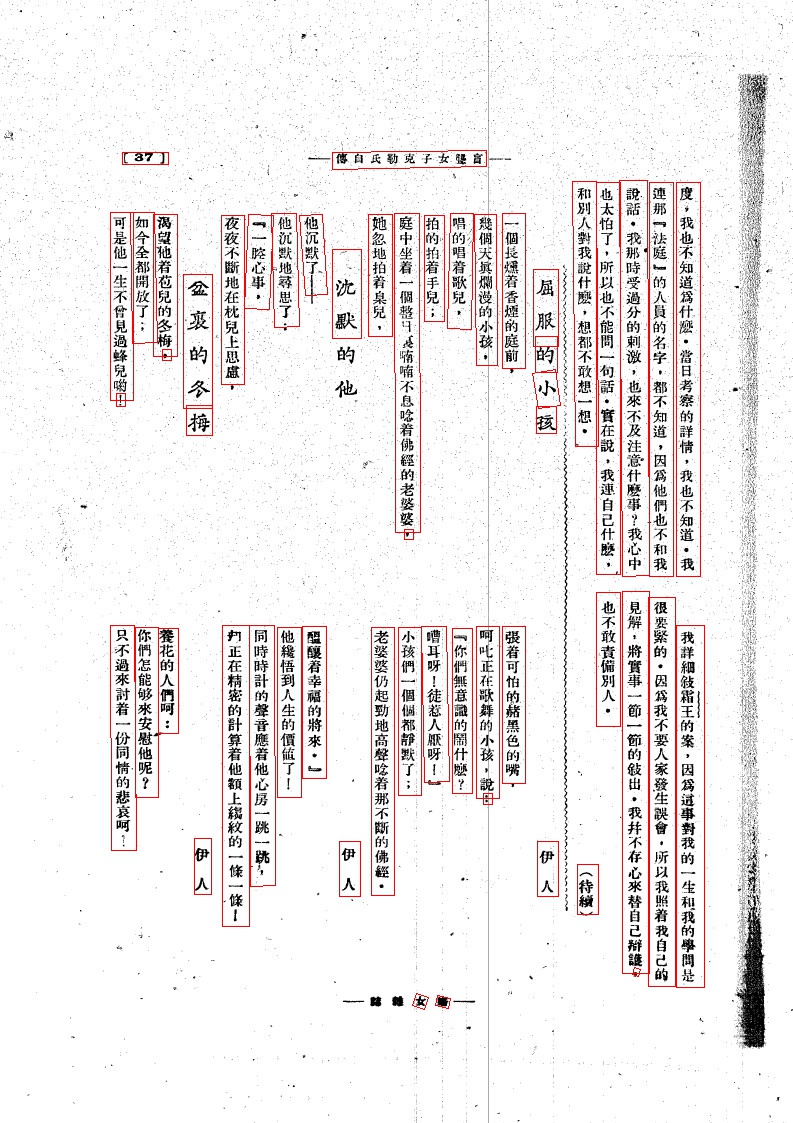 盲聾女子克勒氏自傳
[37]
度，我也不知道爲什麼。當日考察的詳情，我也不知道。我
連那『法庭』的人員的名字，都不知道，因爲他們也不和我
說話。我那時受過分的刺激，也來不及注意什麼事？我心中
也太怕了，所以也不能問一句話。實在說，我連自己什麼，
和別人對我說什麼，想都不敢想一想。
我詳細敍霜王的案，因爲這事對我的一生和我的學問是
很要緊的。因爲我不要人家發生誤會，所以我照着我自己的
見解，將實事一節一節的敍出。我幷不存心來替自己辯護，
也不敢責備別人。
（待續）
屈服的小孩
伊人
一個長燻着香煙的庭前，
幾個天眞爛漫的小孩，
唱的唱着歌兒，
拍的拍着手兒；
庭中坐着一個整日喃喃不息唸着佛經的老婆婆，
她忽地拍着桌兒，
張着可怕的赭黑色的嘴，
呵叱正在歌舞的小孩，說：
『你們無意識的鬧什麼？
嘈耳呀！徒惹人厭呀！』
小孩們一個個都靜默了；
老婆婆仍起勁地高聲唸着那不斷的佛經。
沈默的他
伊人
他沉默了——
他沉默地尋思了：
『一腔心事，
夜夜不斷地在枕兒上思慮，
醞釀着幸福的將來。』
他纔悟到人生的價値了！
同時時計的聲音應着他心房一跳一跳，
們正在精密的計算着他額上縐紋的一條一條！
盆裏的冬梅
伊人
渴望他着苞兒的冬梅，
如今全都開放了；
可是他一生不曾見過蜂兒喲！
養花的人們呵：
你們怎能够來安慰他呢？
只不過來討着一份同情的悲哀呵！
女雜誌